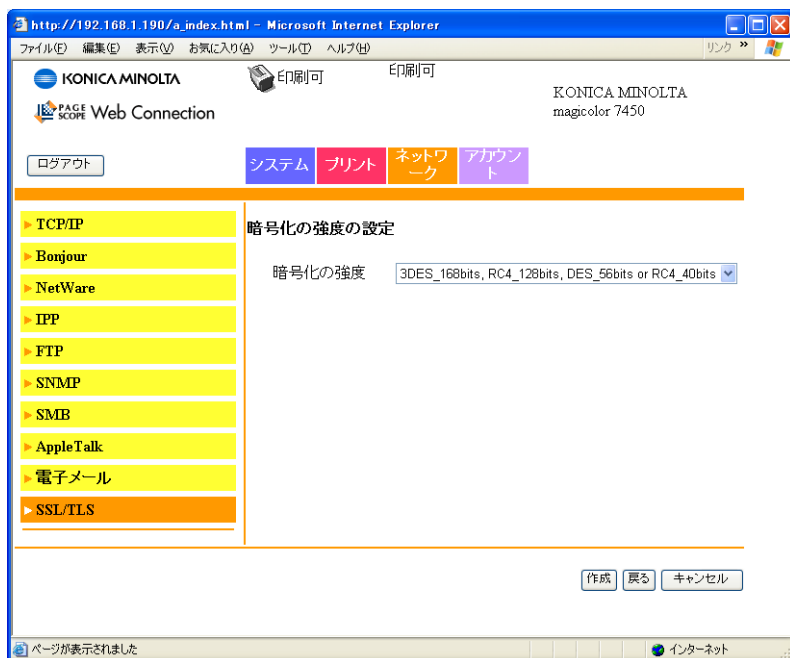 http://192.168.1.190/a_index.html - Microsoft Internet Explorer
ファイル(F) 編集(E) 表示(V) お気に入り(A) ツール(T) ヘルプ(H) リンク »
KONICA MINOLTA
印刷可
印刷可
KONICA MINOLTA
magicolor 7450
PAGE SCOPE Web Connection
ログアウト
システム
プリント
ネットワ
ーク
アカウン
ト
TCP/IP
Bonjour
NetWare
IPP
FTP
SNMP
SMB
AppleTalk
電子メール
SSL/TLS
暗号化の強度の設定
暗号化の強度 3DES_168bits, RC4_128bits, DES_56bits or RC4_40bits
作成 戻る キャンセル
ページが表示されました インターネット